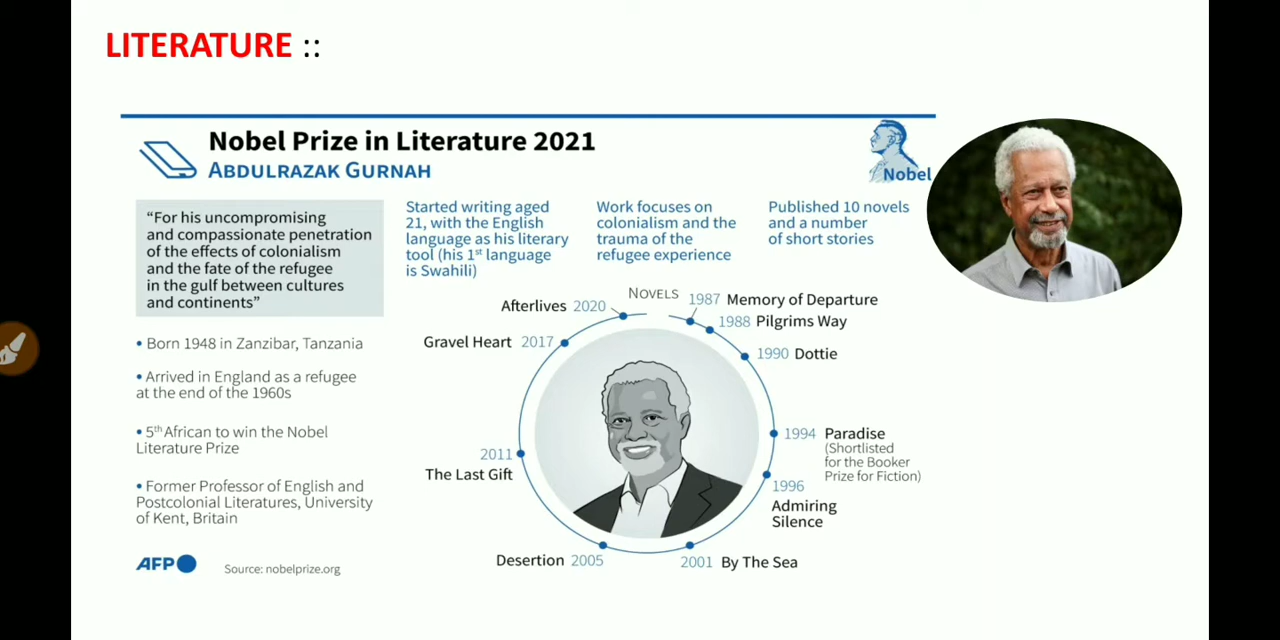 LITERATURE ::
Nobel Prize in Literature 2021
ABDULRAZAK GURNAH
Nobel
“For his uncompromising
and compassionate penetration
of the effects of colonialism
and the fate of the refugee
in the gulf between cultures
and continents”
Started writing aged
21, with the English
language as his literary
tool (his 1st language
is Swahili)
Work focuses on
colonialism and the
trauma of the
refugee experience
Published 10 novels
and a number
of short stories
• Born 1948 in Zanzibar, Tanzania
• Arrived in England as a refugee
at the end of the 1960s
• 5th African to win the Nobel
Literature Prize
• Former Professor of English and
Postcolonial Literatures, University
of Kent, Britain
NOVELS
1987 Memory of Departure
1988 Pilgrims Way
1990 Dottie
1994 Paradise
(Shortlisted
for the Booker
Prize for Fiction)
1996
Admiring
Silence
2001 By The Sea
Desertion 2005
2011
The Last Gift
Gravel Heart 2017
Afterlives 2020
AFP
Source: nobelprize.org